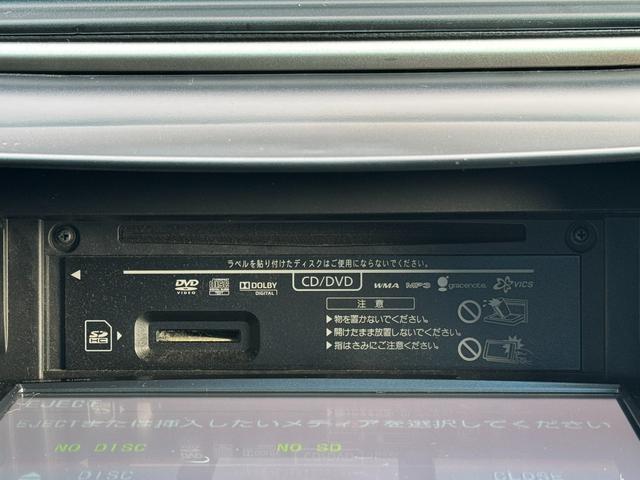 ラベルを貼り付けたディスクはご使用にならないでください。
DVD VIDEO DOLBY DIGITAL CD/DVD WMA MP3 gracenote VICS
注意
▶物を置かないでください。
▶開けたまま放置しないでください。
▶指はさみにご注意ください。
SD HC
EJECT
EJECTまたは挿入したいメディアを選択してください
NO DISC NO SD
DISC CLOSE